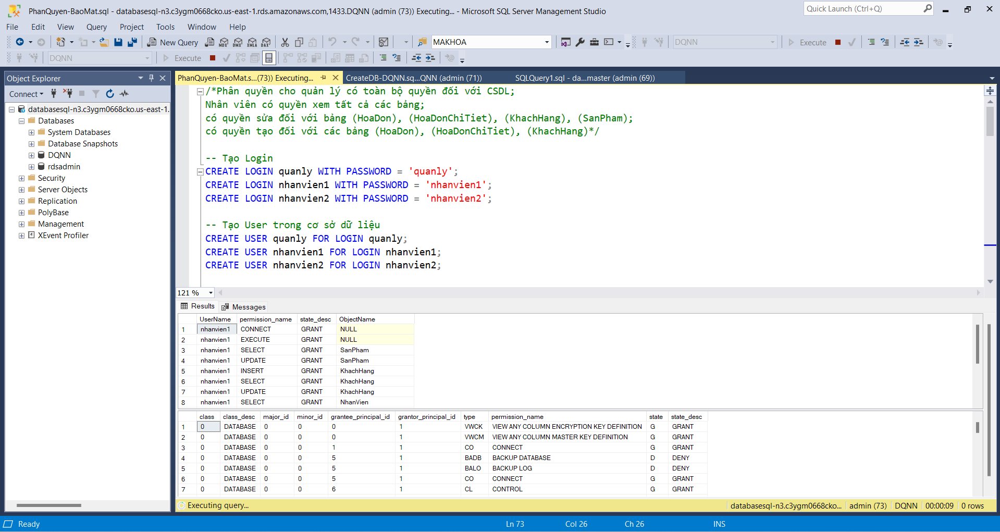 PhanQuyen-BaoMat.sql - databasesql-n3.c3ygm0668cko.us-east-1.rds.amazonaws.com,1433.DQNN (admin (73)) Executing... - Microsoft SQL Server Management Studio
Quick Launch (Ctrl+Q)
File Edit View Query Project Tools Window Help
New Query MDX DMX XMLA DAX MAKHOA DQNN Execute
DQNN Execute
Object Explorer
Connect
databasesql-n3.c3ygm0668cko.us-east-1.
Databases
System Databases
Database Snapshots
DQNN
rdsadmin
Security
Server Objects
Replication
PolyBase
Management
XEvent Profiler
PhanQuyen-BaoMat.s...(73)) Executing... CreateDB-DQNN.sq...QNN (admin (71)) SQLQuery1.sql - da...master (admin (69))
/*Phân quyền cho quản lý có toàn bộ quyền đối với CSDL;
Nhân viên có quyền xem tất cả các bảng;
có quyền sửa đối với bảng (HoaDon), (HoaDonChiTiet), (KhachHang), (SanPham);
có quyền tạo đối với các bảng (HoaDon), (HoaDonChiTiet), (KhachHang)*/
-- Tạo Login
CREATE LOGIN quanly WITH PASSWORD = 'quanly';
CREATE LOGIN nhanvien1 WITH PASSWORD = 'nhanvien1';
CREATE LOGIN nhanvien2 WITH PASSWORD = 'nhanvien2';
-- Tạo User trong cơ sở dữ liệu
CREATE USER quanly FOR LOGIN quanly;
CREATE USER nhanvien1 FOR LOGIN nhanvien1;
CREATE USER nhanvien2 FOR LOGIN nhanvien2;
121 %
Results Messages
UserName permission_name state_desc ObjectName
1 nhanvien1 CONNECT GRANT NULL
2 nhanvien1 EXECUTE GRANT NULL
3 nhanvien1 SELECT GRANT SanPham
4 nhanvien1 UPDATE GRANT SanPham
5 nhanvien1 INSERT GRANT KhachHang
6 nhanvien1 SELECT GRANT KhachHang
7 nhanvien1 UPDATE GRANT KhachHang
8 nhanvien1 SELECT GRANT NhanVien
class class_desc major_id minor_id grantee_principal_id grantor_principal_id type permission_name state state_desc
1 0 DATABASE 0 0 0 1 VWCK VIEW ANY COLUMN ENCRYPTION KEY DEFINITION G GRANT
2 0 DATABASE 0 0 0 1 VWCM VIEW ANY COLUMN MASTER KEY DEFINITION G GRANT
3 0 DATABASE 0 0 1 1 CO CONNECT G GRANT
4 0 DATABASE 0 0 5 1 BADB BACKUP DATABASE D DENY
5 0 DATABASE 0 0 5 1 BALO BACKUP LOG D DENY
6 0 DATABASE 0 0 5 1 CO CONNECT G GRANT
7 0 DATABASE 0 0 6 1 CL CONTROL G GRANT
Executing query... databasesql-n3.c3ygm0668cko... admin (73) DQNN 00:00:09 0 rows
Ready Ln 73 Col 26 Ch 26 INS